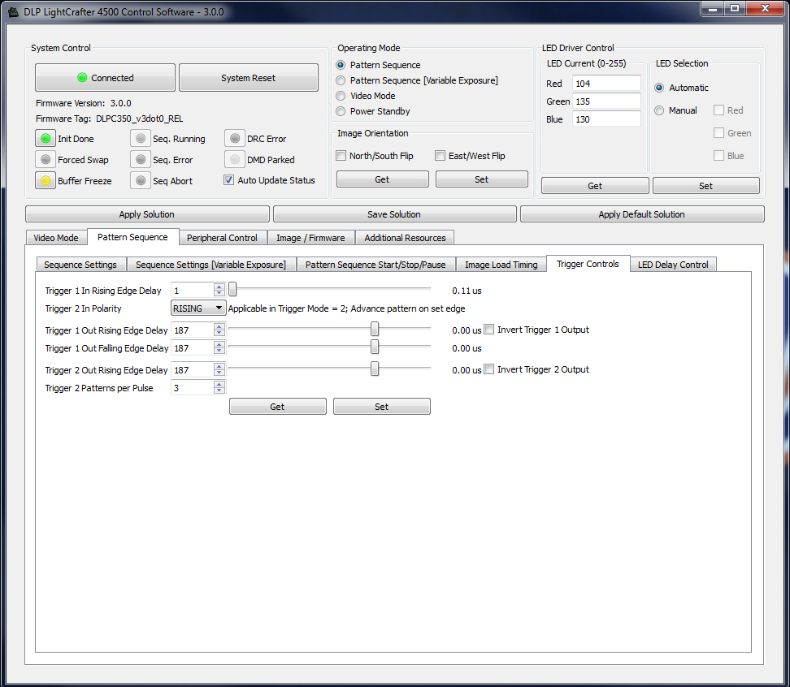 DLP LightCrafter 4500 Control Software - 3.0.0
System Control
Connected
System Reset
Firmware Version: 3.0.0
Firmware Tag: DLPC350_v3dot0_REL
Init Done
Seq. Running
DRC Error
Forced Swap
Seq. Error
DMD Parked
Buffer Freeze
Seq Abort
Auto Update Status
Operating Mode
Pattern Sequence
Pattern Sequence [Variable Exposure]
Video Mode
Power Standby
Image Orientation
North/South Flip
East/West Flip
Get
Set
LED Driver Control
LED Current (0-255)
Red 104
Green 135
Blue 130
LED Selection
Automatic
Manual
Red
Green
Blue
Get
Set
Apply Solution
Save Solution
Apply Default Solution
Video Mode
Pattern Sequence
Peripheral Control
Image / Firmware
Additional Resources
Sequence Settings
Sequence Settings [Variable Exposure]
Pattern Sequence Start/Stop/Pause
Image Load Timing
Trigger Controls
LED Delay Control
Trigger 1 In Rising Edge Delay 1 0.11 us
Trigger 2 In Polarity RISING Applicable in Trigger Mode = 2; Advance pattern on set edge
Trigger 1 Out Rising Edge Delay 187 0.00 us Invert Trigger 1 Output
Trigger 1 Out Falling Edge Delay 187 0.00 us
Trigger 2 Out Rising Edge Delay 187 0.00 us Invert Trigger 2 Output
Trigger 2 Patterns per Pulse 3
Get
Set